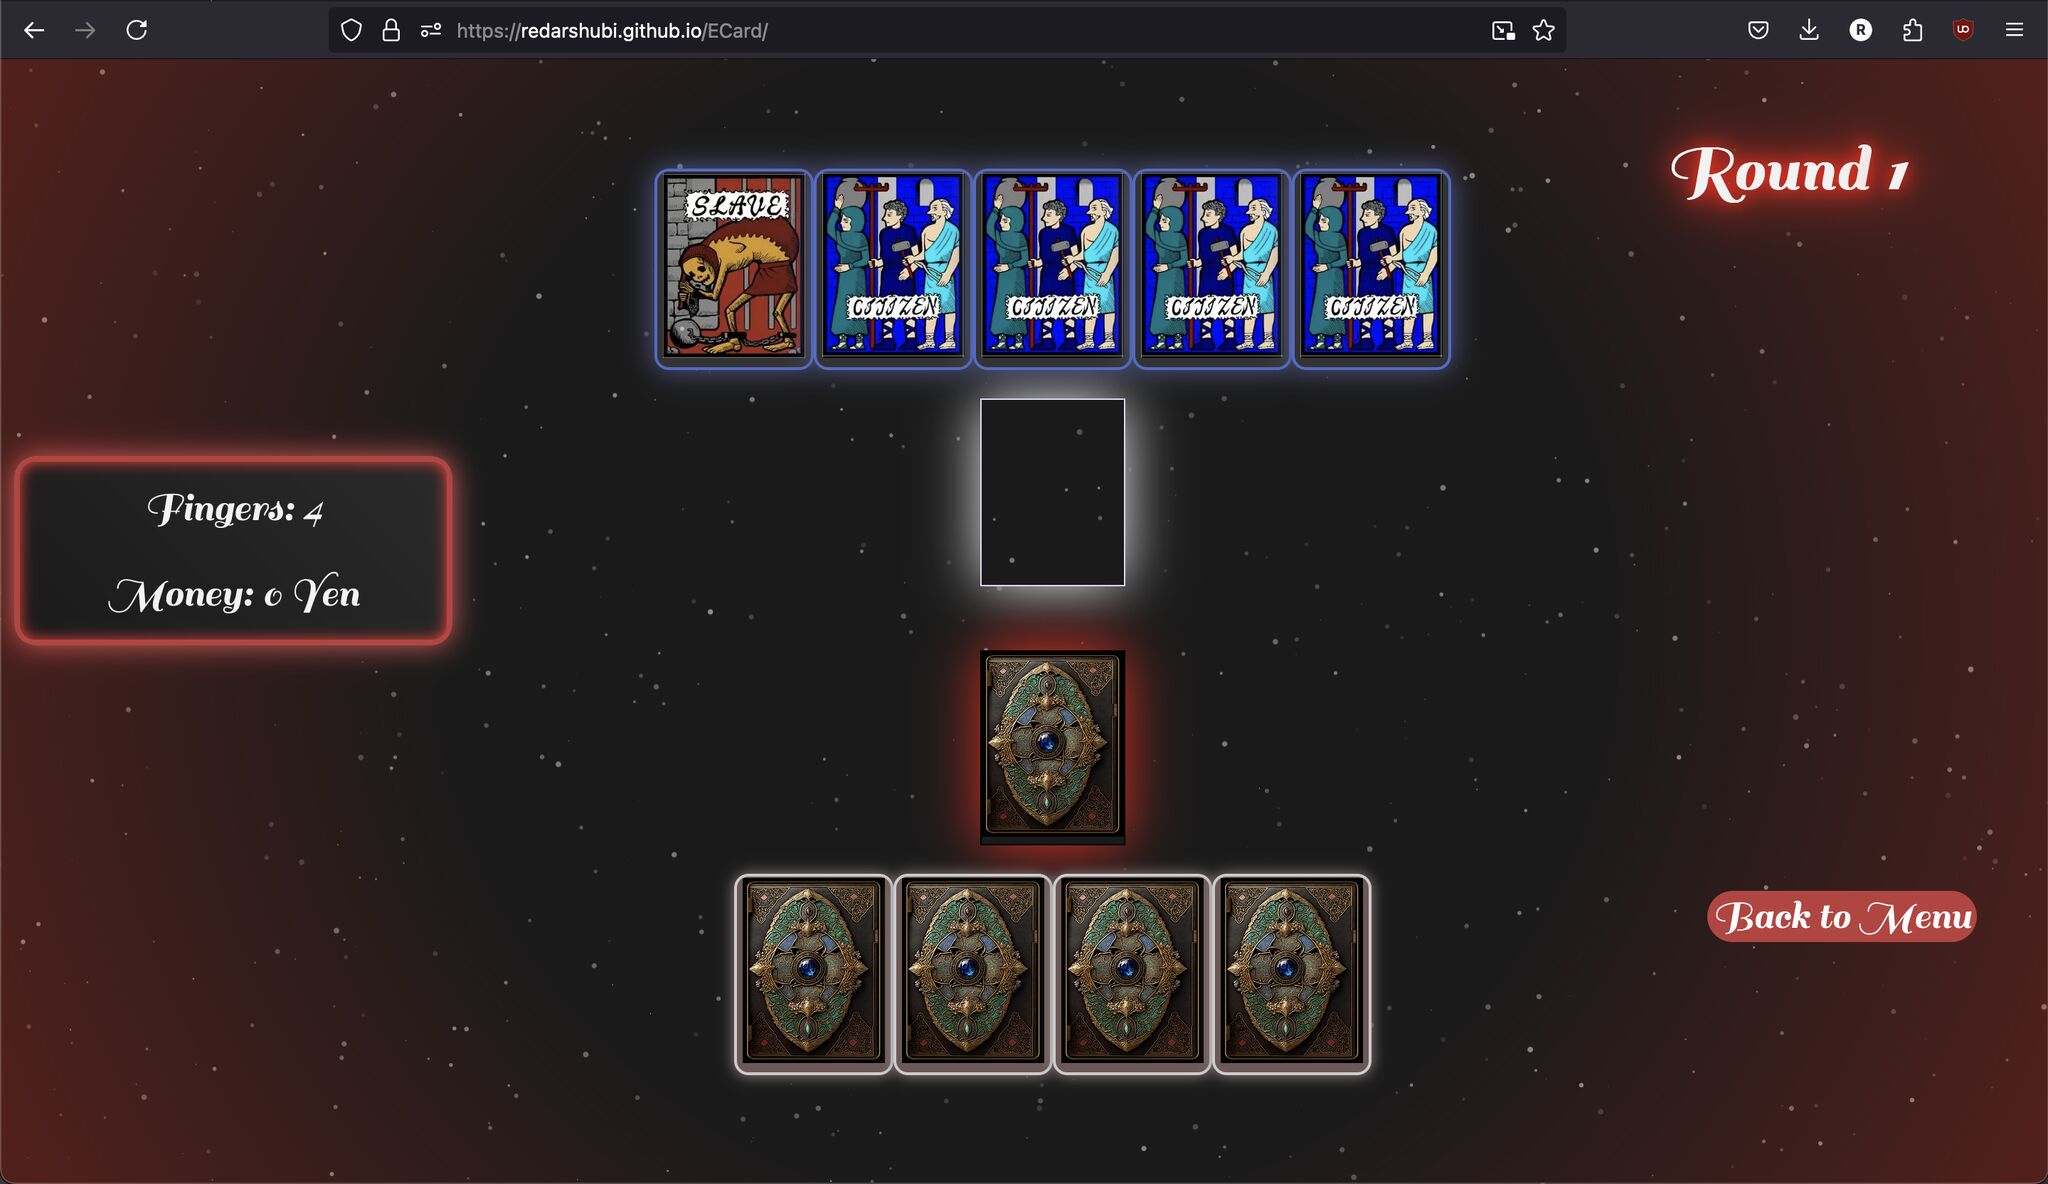 https://redarshubi.github.io/ECard/
R
Round 1
SLAVE
CITIZEN
CITIZEN
CITIZEN
CITIZEN
Fingers: 4
Money: 0 Yen
Back to Menu